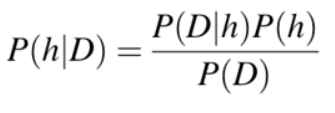 P(h|D) = P(D|h)P(h) / P(D)